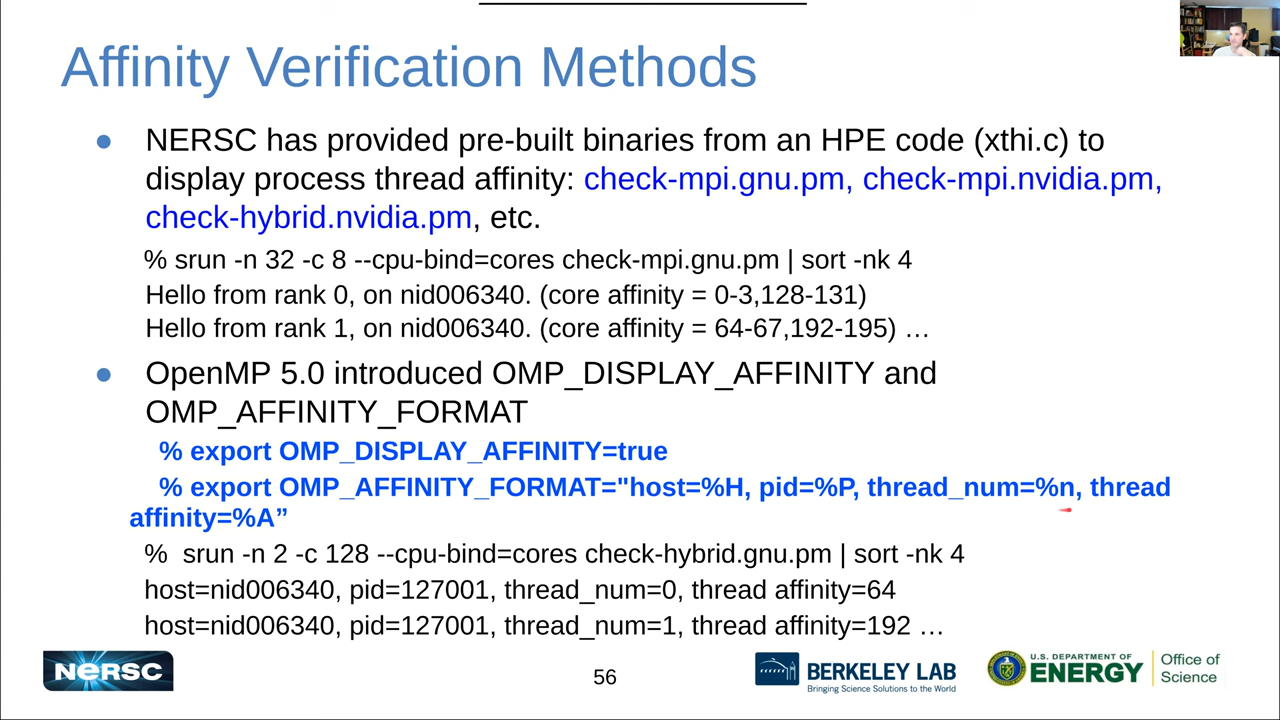 Affinity Verification Methods
● NERSC has provided pre-built binaries from an HPE code (xthi.c) to
display process thread affinity: check-mpi.gnu.pm, check-mpi.nvidia.pm,
check-hybrid.nvidia.pm, etc.
% srun -n 32 -c 8 --cpu-bind=cores check-mpi.gnu.pm | sort -nk 4
Hello from rank 0, on nid006340. (core affinity = 0-3,128-131)
Hello from rank 1, on nid006340. (core affinity = 64-67,192-195) …
● OpenMP 5.0 introduced OMP_DISPLAY_AFFINITY and
OMP_AFFINITY_FORMAT
% export OMP_DISPLAY_AFFINITY=true
% export OMP_AFFINITY_FORMAT="host=%H, pid=%P, thread_num=%n, thread
affinity=%A”
% srun -n 2 -c 128 --cpu-bind=cores check-hybrid.gnu.pm | sort -nk 4
host=nid006340, pid=127001, thread_num=0, thread affinity=64
host=nid006340, pid=127001, thread_num=1, thread affinity=192 …
NERSC
56
BERKELEY LAB
Bringing Science Solutions to the World
U.S. DEPARTMENT OF
ENERGY
Office of
Science